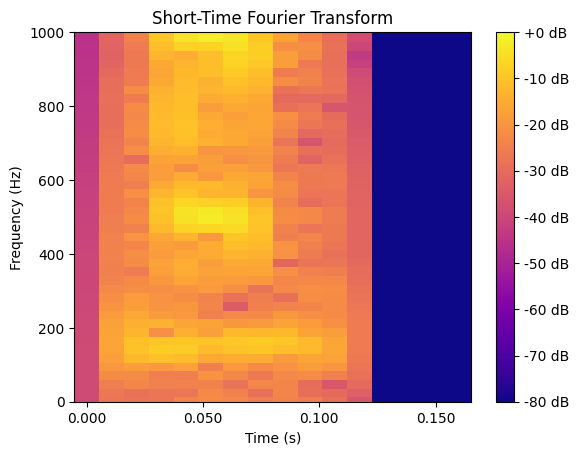 Short-Time Fourier Transform
Frequency (Hz)
1000
800
600
400
200
0
0.000
0.050
0.100
0.150
Time (s)
+0 dB
-10 dB
-20 dB
-30 dB
-40 dB
-50 dB
-60 dB
-70 dB
-80 dB